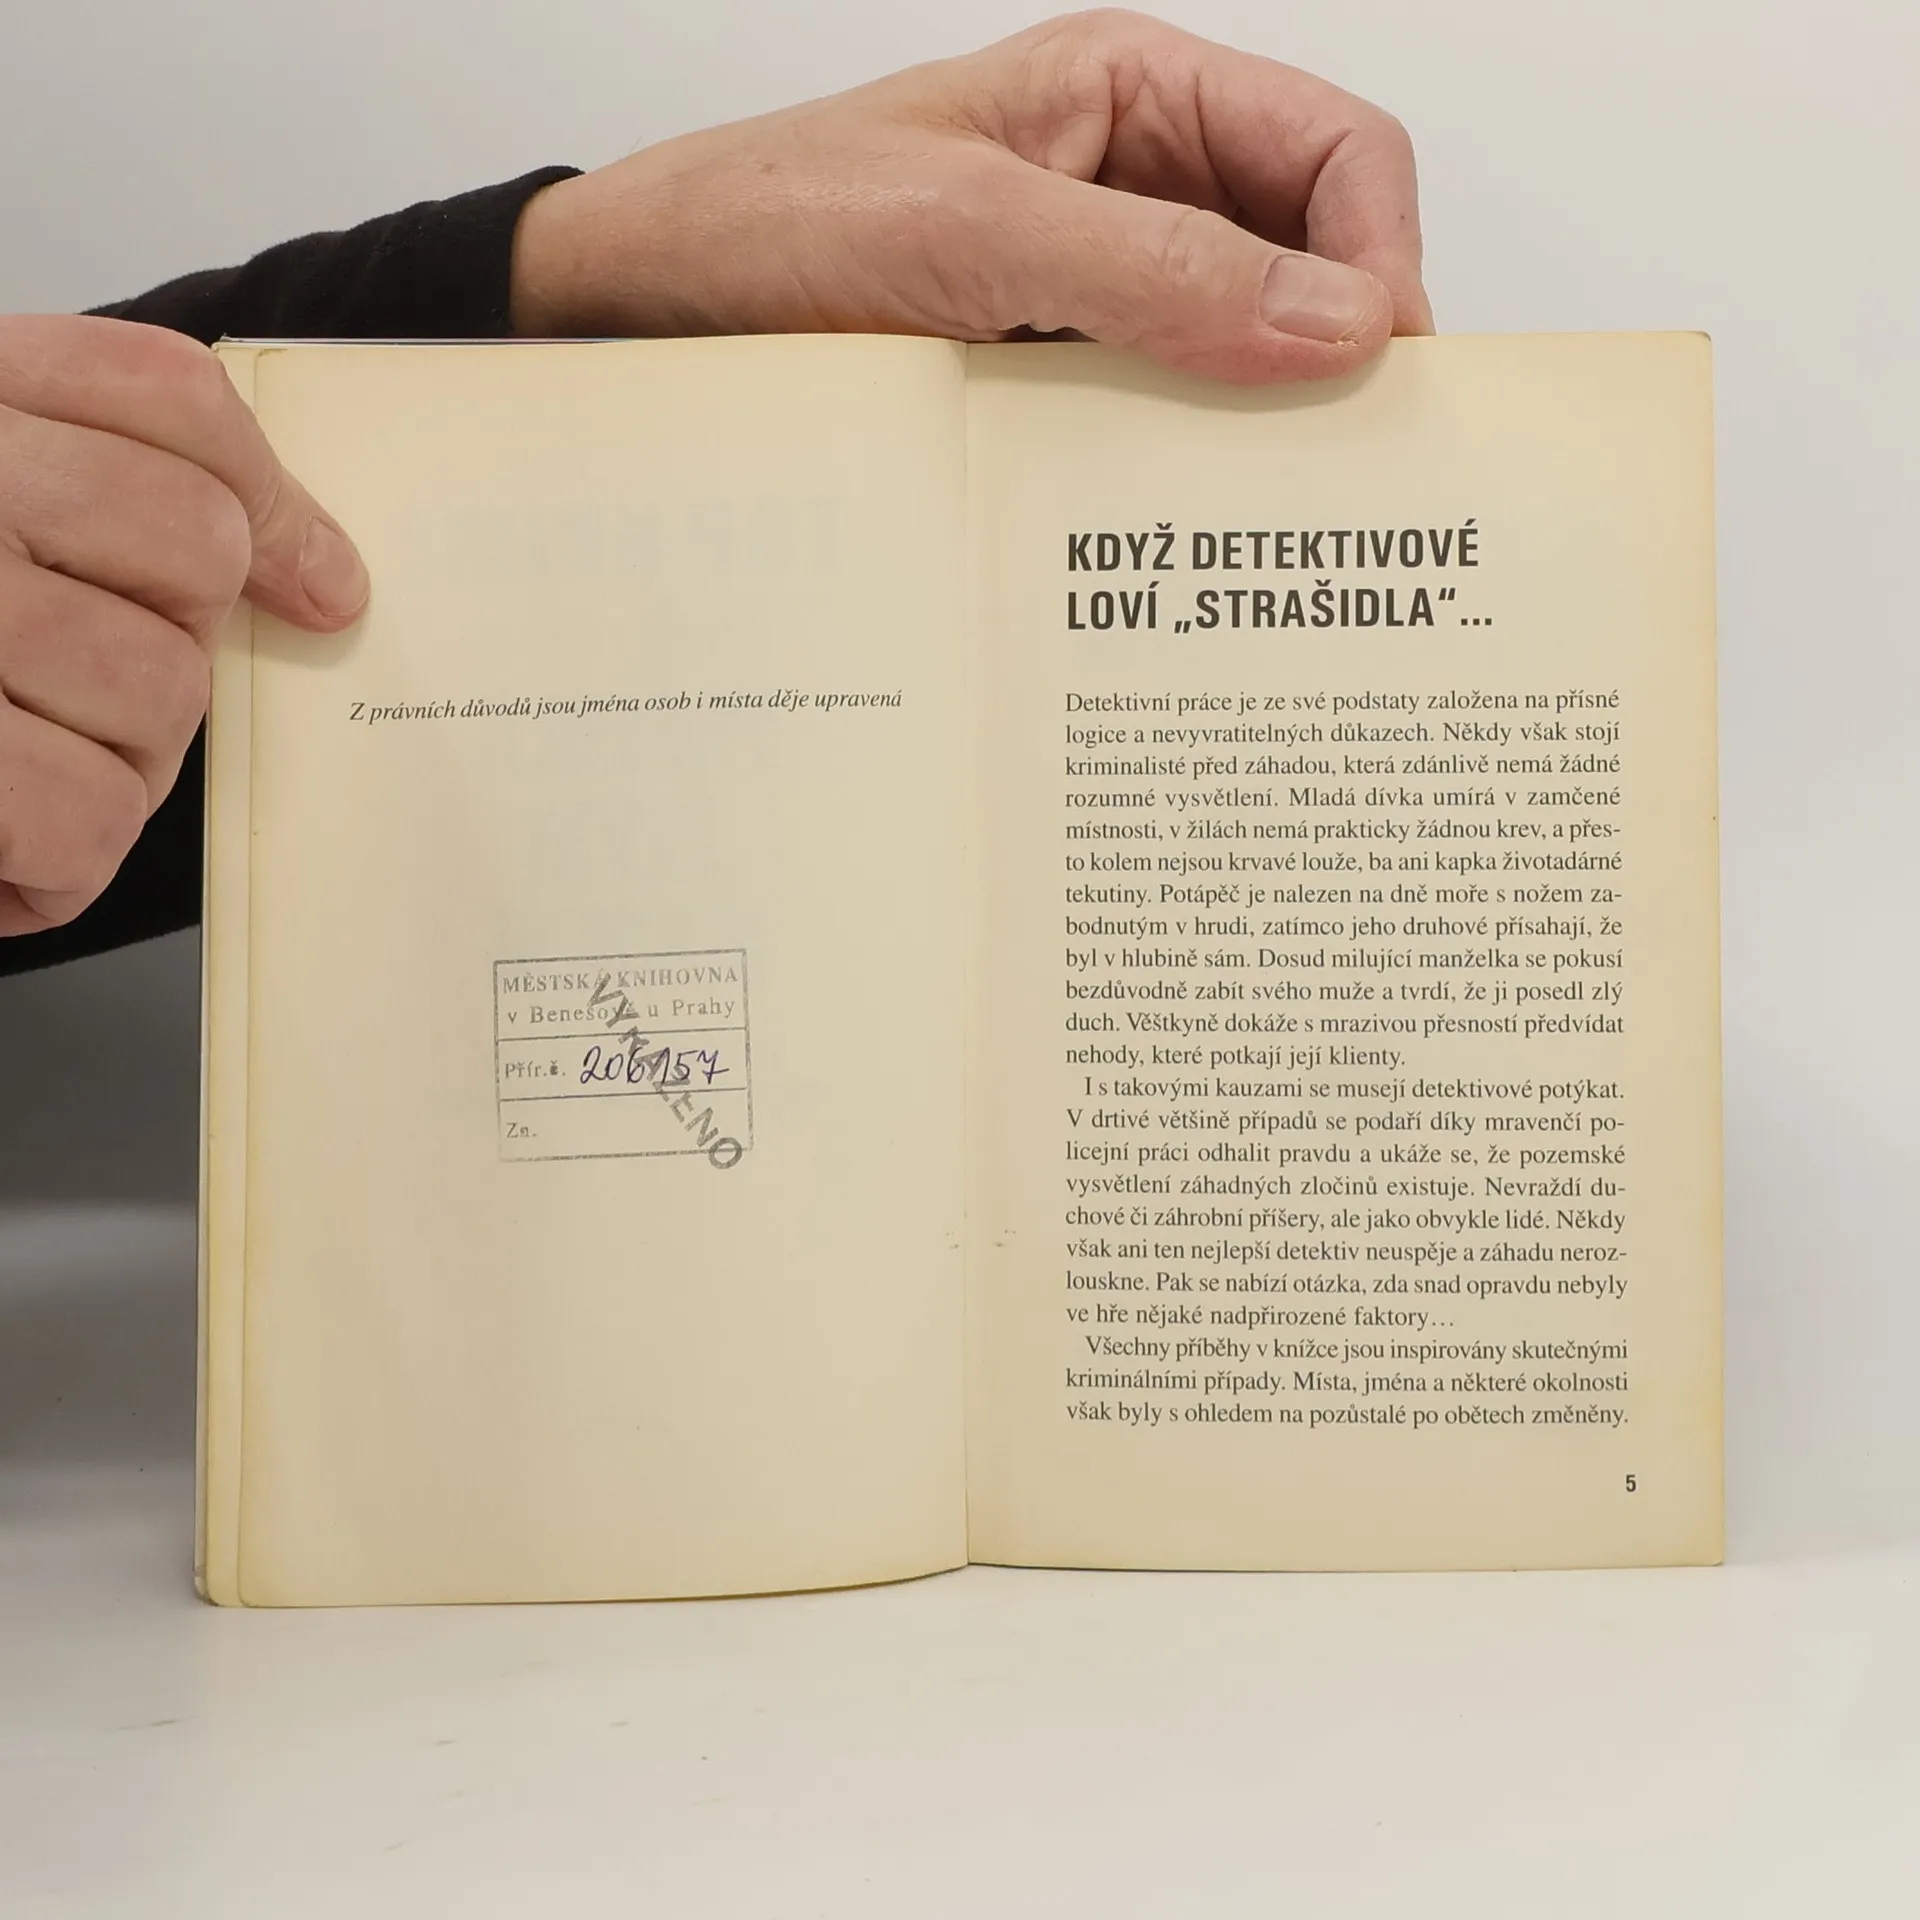 Z právních důvodů jsou jména osob i místa děje upravená
MĚSTSKÁ KNIHOVNA
v Benešově u Prahy
Přír.č. 206157
Zn.
VYŘAZENO
KDYŽ DETEKTIVOVÉ
LOVÍ „STRAŠIDLA“...
Detektivní práce je ze své podstaty založena na přísné
logice a nevyvratitelných důkazech. Někdy však stojí
kriminalisté před záhadou, která zdánlivě nemá žádné
rozumné vysvětlení. Mladá dívka umírá v zamčené
místnosti, v žilách nemá prakticky žádnou krev, a přes-
to kolem nejsou krvavé louže, ba ani kapka životadárné
tekutiny. Potápěč je nalezen na dně moře s nožem za-
bodnutým v hrudi, zatímco jeho druhové přísahají, že
byl v hlubině sám. Dosud milující manželka se pokusí
bezdůvodně zabít svého muže a tvrdí, že ji posedl zlý
duch. Věštkyně dokáže s mrazivou přesností předvídat
nehody, které potkají její klienty.
I s takovými kauzami se musejí detektivové potýkat.
V drtivé většině případů se podaří díky mravenčí po-
licejní práci odhalit pravdu a ukáže se, že pozemské
vysvětlení záhadných zločinů existuje. Nevraždí du-
chové či záhrobní příšery, ale jako obvykle lidé. Někdy
však ani ten nejlepší detektiv neuspěje a záhadu neroz-
louskne. Pak se nabízí otázka, zda snad opravdu nebyly
ve hře nějaké nadpřirozené faktory…
Všechny příběhy v knížce jsou inspirovány skutečnými
kriminálními případy. Místa, jména a některé okolnosti
však byly s ohledem na pozůstalé po obětech změněny.
5